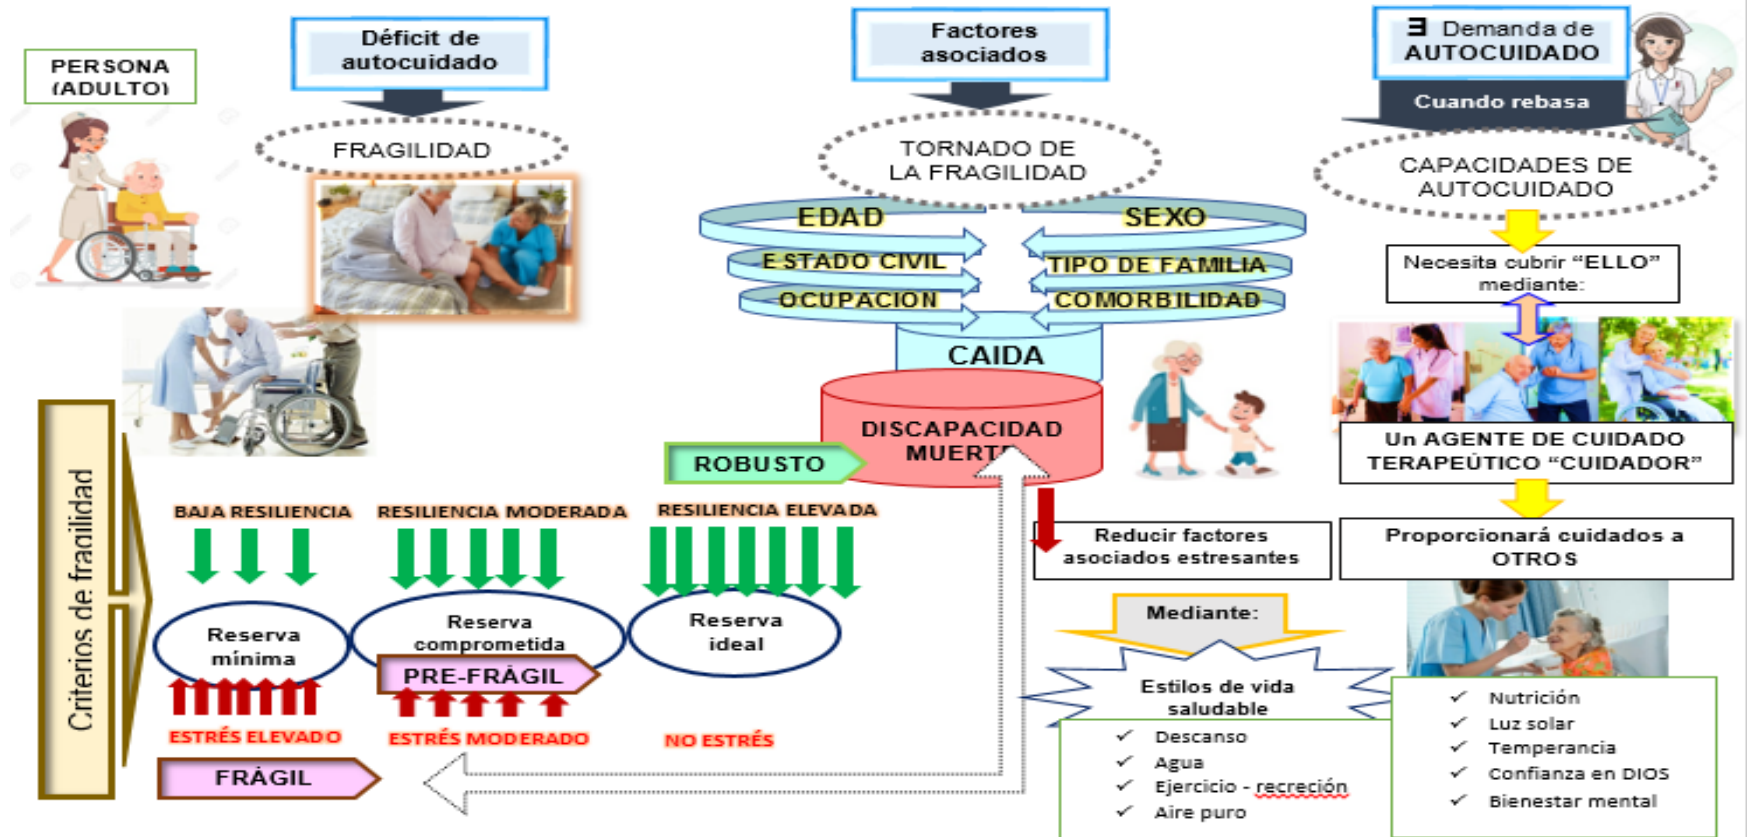 PERSONA
(ADULTO)
Déficit de
autocuidado
FRAGILIDAD
Factores
asociados
TORNADO DE
LA FRAGILIDAD
EDAD
SEXO
ESTADO CIVIL
TIPO DE FAMILIA
OCUPACION
COMORBILIDAD
CAIDA
DISCAPACIDAD
MUERTE
Ǝ Demanda de
AUTOCUIDADO
Cuando rebasa
CAPACIDADES DE
AUTOCUIDADO
Necesita cubrir “ELLO”
mediante:
Un AGENTE DE CUIDADO
TERAPEÚTICO “CUIDADOR”
Proporcionará cuidados a
OTROS
Criterios de fragilidad
ROBUSTO
BAJA RESILIENCIA
RESILIENCIA MODERADA
RESILIENCIA ELEVADA
Reserva
mínima
Reserva
comprometida
Reserva
ideal
PRE-FRÁGIL
ESTRÉS ELEVADO
ESTRÉS MODERADO
NO ESTRÉS
FRÁGIL
Reducir factores
asociados estresantes
Mediante:
Estilos de vida
saludable
✓ Descanso
✓ Agua
✓ Ejercicio - recreción
✓ Aire puro
✓ Nutrición
✓ Luz solar
✓ Temperancia
✓ Confianza en DIOS
✓ Bienestar mental